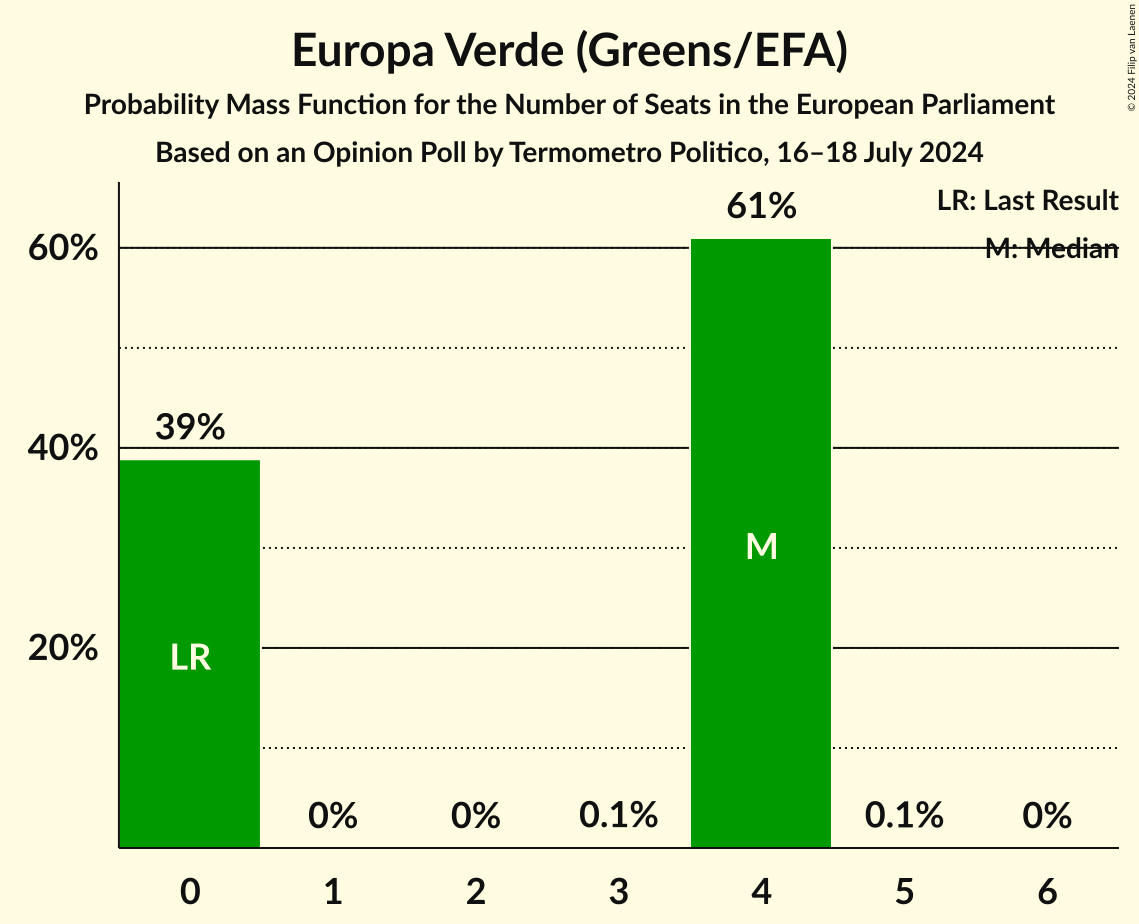 Europa Verde (Greens/EFA)
Probability Mass Function for the Number of Seats in the European Parliament
Based on an Opinion Poll by Termometro Politico, 16–18 July 2024
© 2024 Filip van Laenen
LR: Last Result
M: Median
60%
40%
20%
39%
0%
0%
0.1%
61%
0.1%
0%
LR
M
0 1 2 3 4 5 6